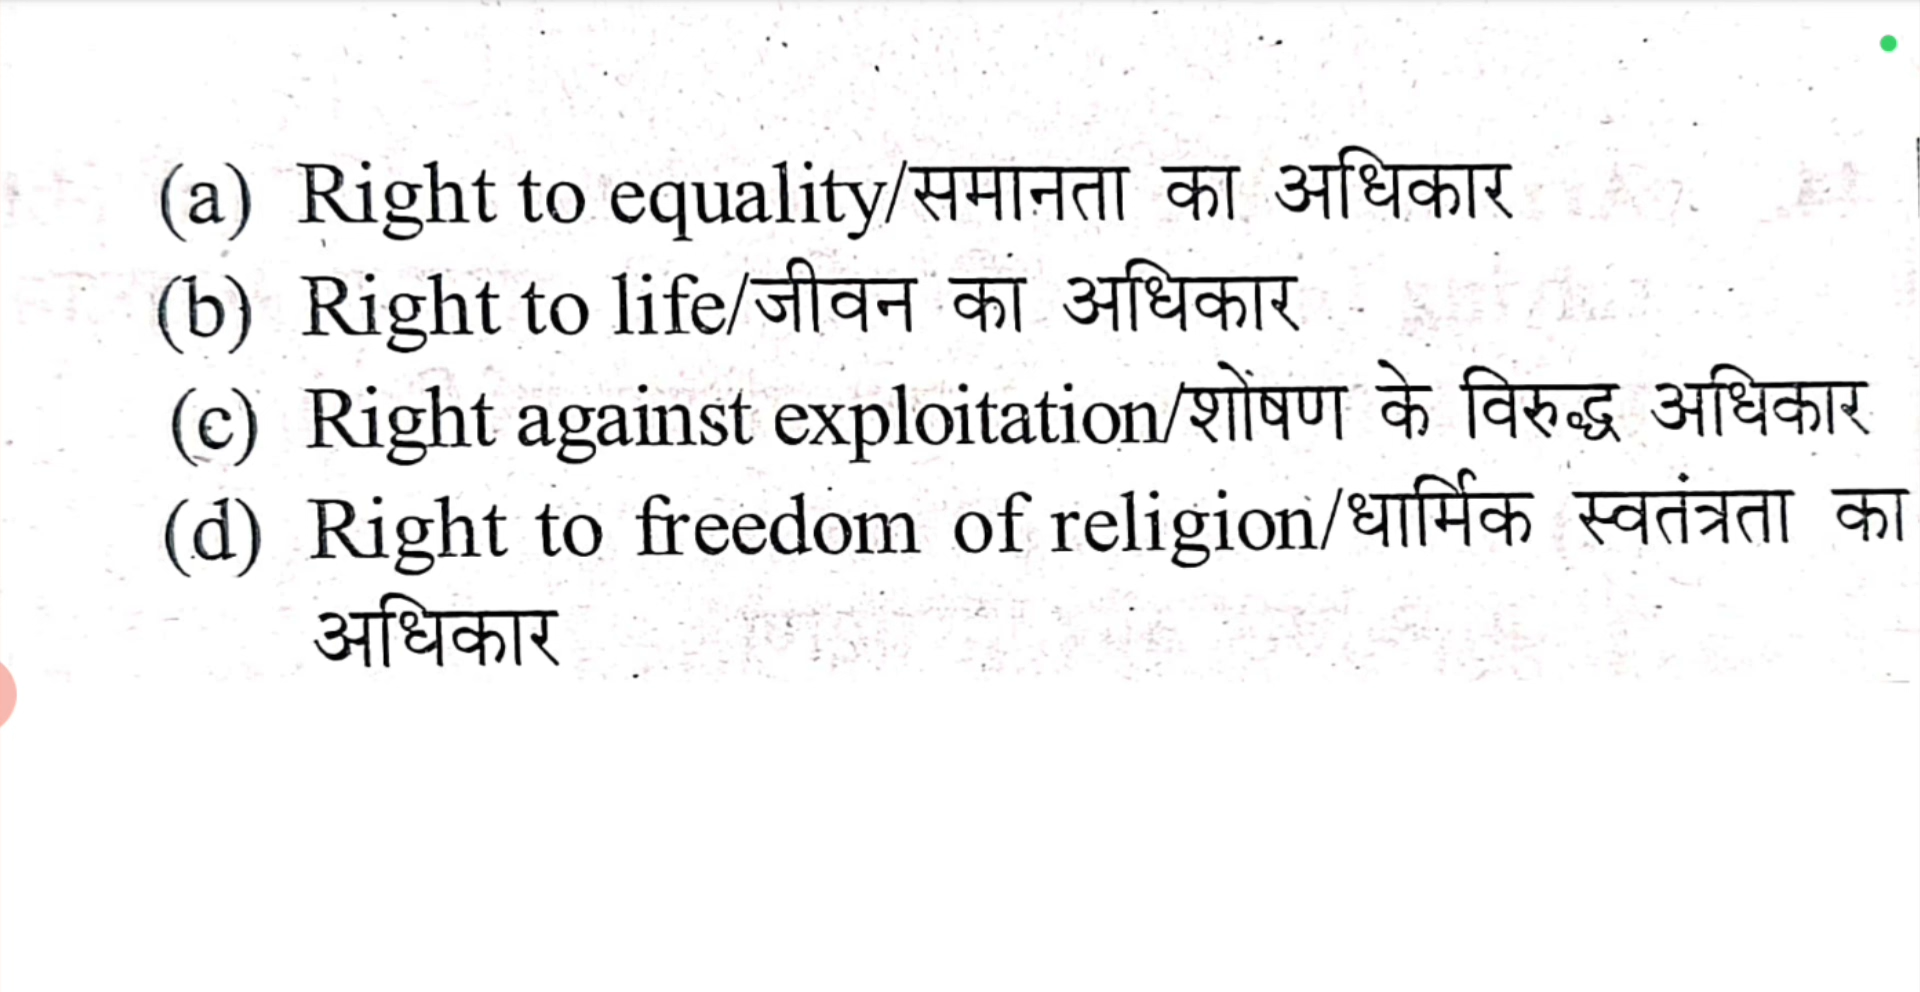 (a) Right to equality/समानता का अधिकार
(b) Right to life/जीवन का अधिकार
(c) Right against exploitation/शोषण के विरुद्ध अधिकार
(d) Right to freedom of religion/धार्मिक स्वतंत्रता का
अधिकार